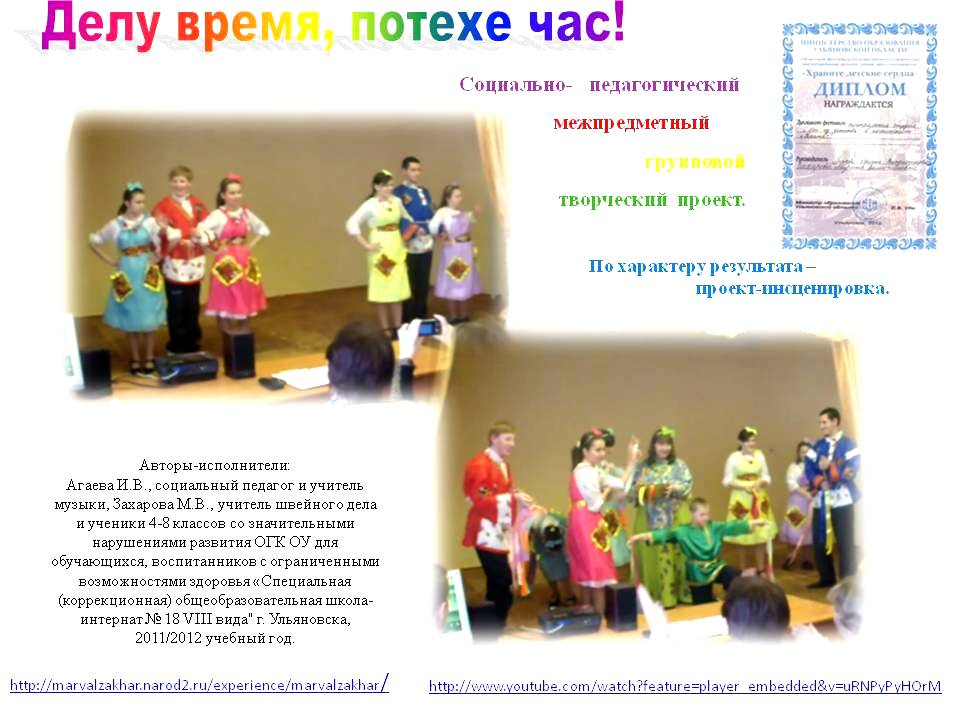 Делу время, потехе час!
Социально- педагогический
межпредметный
групповой
творческий проект.
МИНИСТЕРСТВО ОБРАЗОВАНИЯ
УЛЬЯНОВСКОЙ ОБЛАСТИ
«Храните детские сердца»
ДИПЛОМ
НАГРАЖДАЕТСЯ
По характеру результата –
проект-инсценировка.
Авторы-исполнители:
Агаева И.В., социальный педагог и учитель
музыки, Захарова М.В., учитель швейного дела
и ученики 4-8 классов со значительными
нарушениями развития ОГК ОУ для
обучающихся, воспитанников с ограниченными
возможностями здоровья «Специальная
(коррекционная) общеобразовательная школа-
интернат № 18 VIII вида" г. Ульяновска,
2011/2012 учебный год.
http://marvalzakhar.narod2.ru/experience/marvalzakhar/
http://www.youtube.com/watch?feature=player_embedded&v=uRNPyPyHOrM